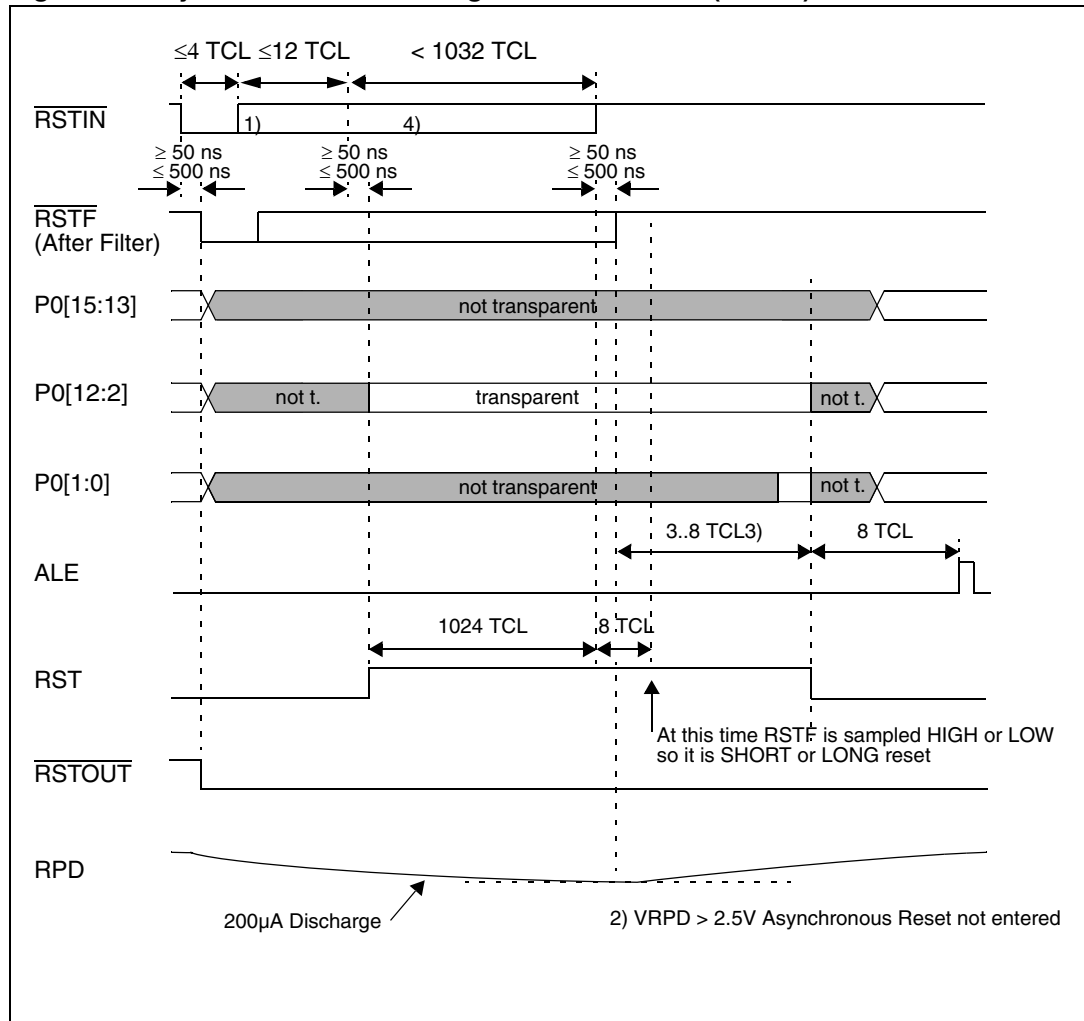 ≤4 TCL ≤12 TCL < 1032 TCL
RSTIN
1) 4)
≥ 50 ns ≥ 50 ns ≥ 50 ns
≤ 500 ns ≤ 500 ns ≤ 500 ns
RSTF
(After Filter)
P0[15:13] not transparent
P0[12:2] not t. transparent not t.
P0[1:0] not transparent not t.
3..8 TCL3) 8 TCL
ALE
1024 TCL 8 TCL
RST
At this time RSTF is sampled HIGH or LOW
so it is SHORT or LONG reset
RSTOUT
RPD
200µA Discharge 2) VRPD > 2.5V Asynchronous Reset not entered